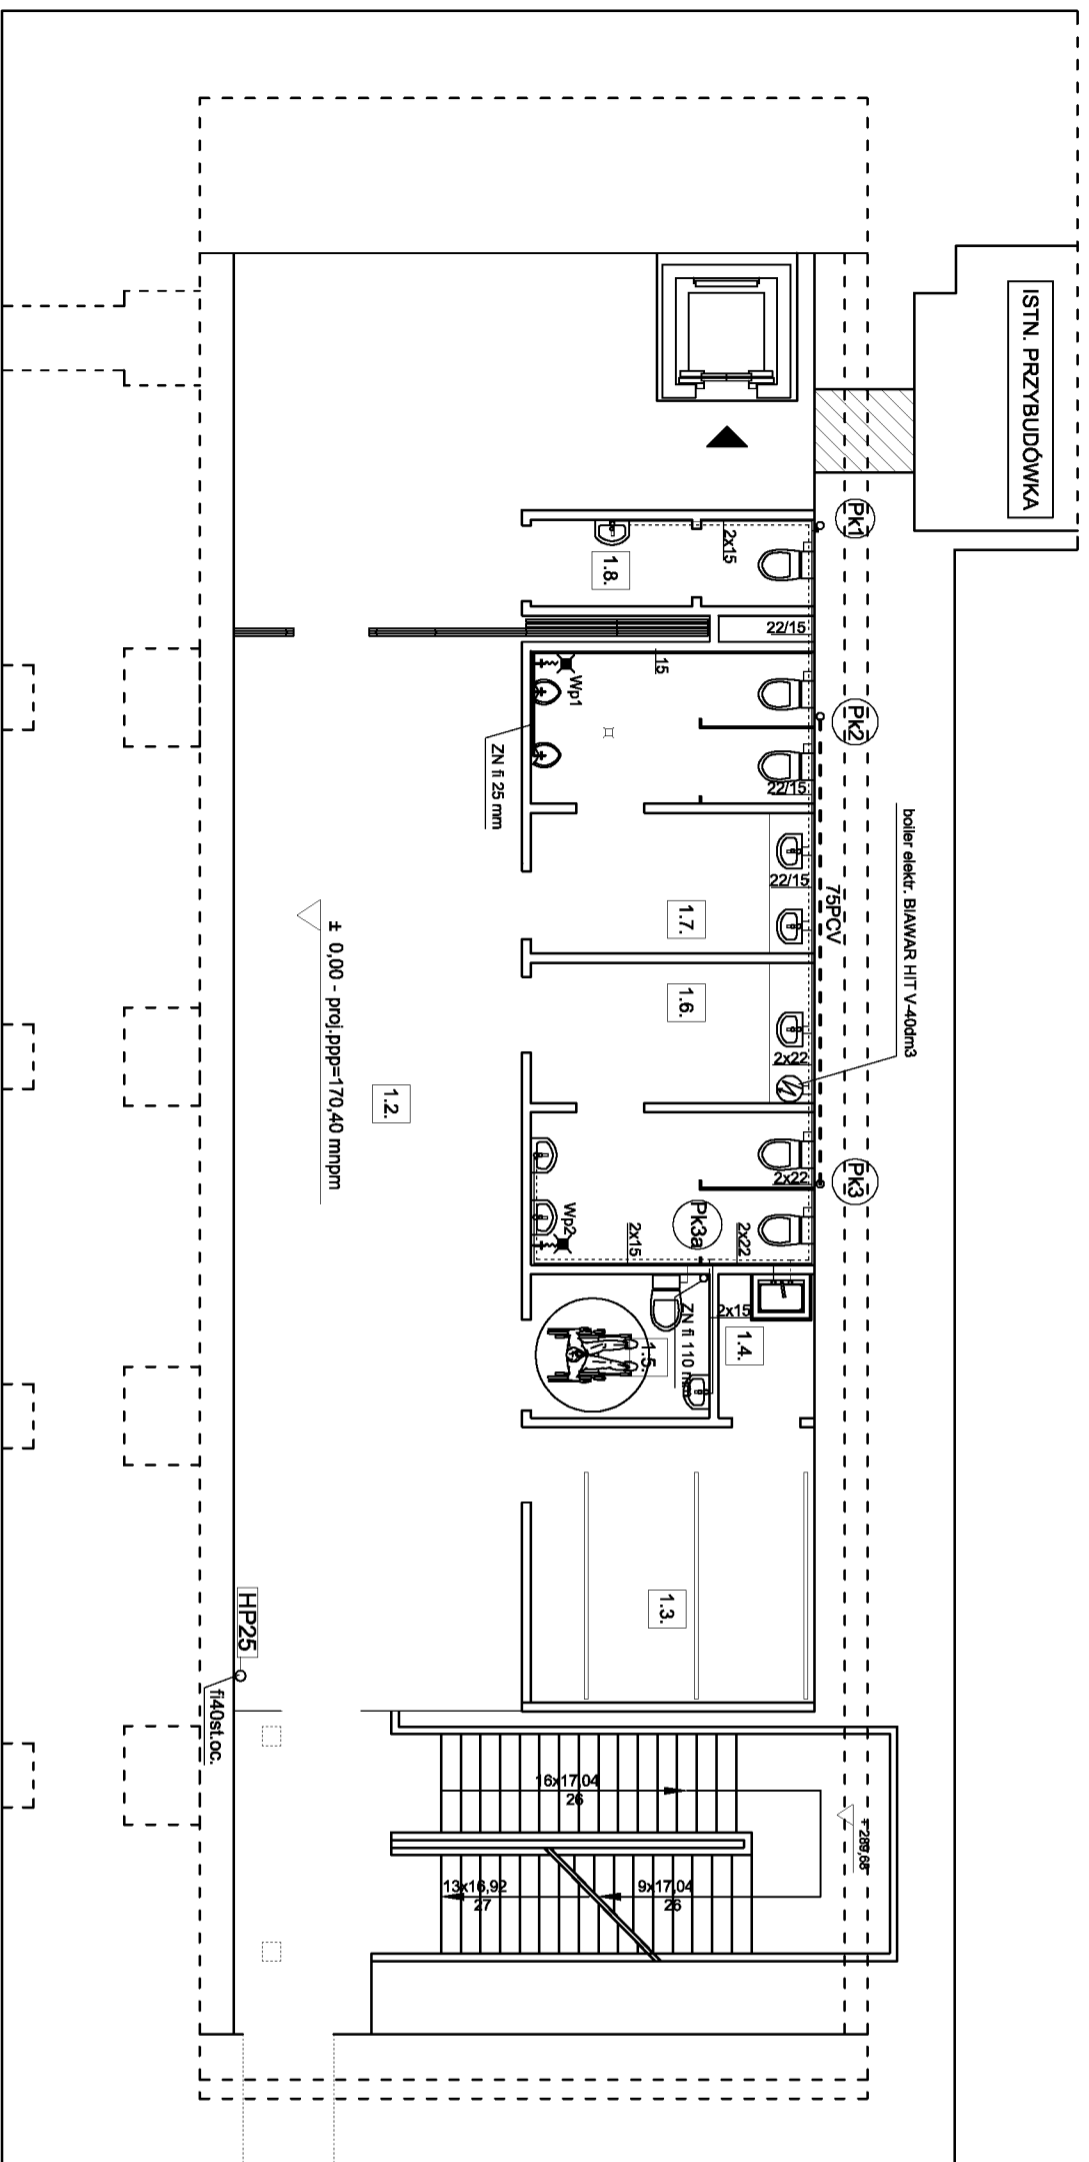 ISTN. PRZYBUDÓWKA
Pk1
2x15
1.8.
22/15
15
Wp1
Pk2
22/15
ZN fi 25 mm
boiler elektr. BIAWAR HIT V-40dm3
22/15
75PCV
1.7.
1.6.
2x22
± 0,00 - proj.ppp=170,40 mnpm
1.2.
Pk3
2x22
Pk3a
2x22
Wp2
2x15
2x15
1.4.
ZN fi 110 mm
1.5.
1.3.
HP25
fi40st.oc.
16x17,04
26
+ 289,68
13x16,92
27
9x17,04
26